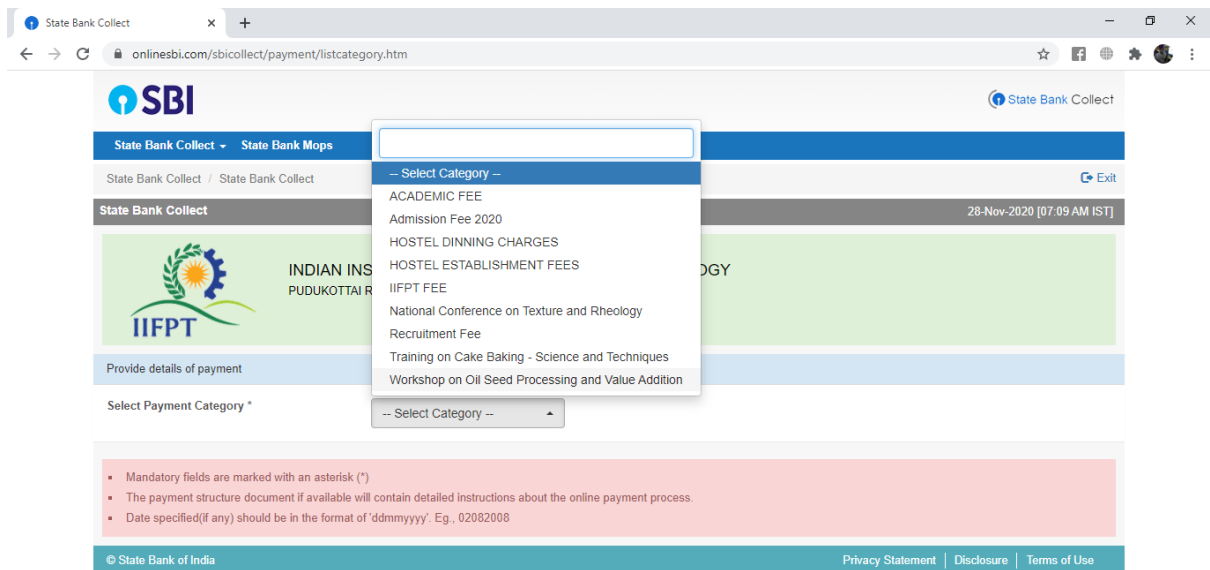 State Bank Collect
onlinesbi.com/sbicollect/payment/listcategory.htm
SBI
State Bank Collect
State Bank Collect State Bank Mops
State Bank Collect / State Bank Collect
Exit
State Bank Collect
28-Nov-2020 [07:09 AM IST]
IIFPT
INDIAN INS
OGY
PUDUKOTTAI R
-- Select Category --
ACADEMIC FEE
Admission Fee 2020
HOSTEL DINNING CHARGES
HOSTEL ESTABLISHMENT FEES
IIFPT FEE
National Conference on Texture and Rheology
Recruitment Fee
Training on Cake Baking - Science and Techniques
Workshop on Oil Seed Processing and Value Addition
Provide details of payment
Select Payment Category *
-- Select Category --
Mandatory fields are marked with an asterisk (*)
The payment structure document if available will contain detailed instructions about the online payment process.
Date specified(if any) should be in the format of 'ddmmyyyy'. Eg., 02082008
© State Bank of India
Privacy Statement | Disclosure | Terms of Use